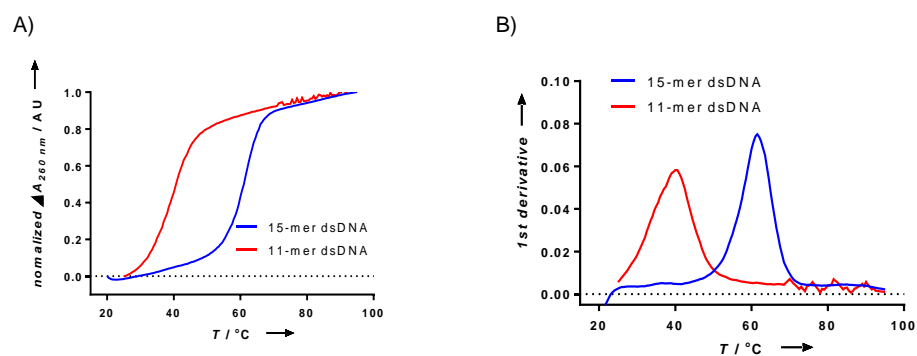 A)
B)
normalized ◢A260 nm / AU
1.0
0.8
0.6
0.4
0.2
0.0
15-mer dsDNA
11-mer dsDNA
20
40
60
80
100
T / °C
1st derivative
0.10
0.08
0.06
0.04
0.02
0.00
15-mer dsDNA
11-mer dsDNA
20
40
60
80
100
T / °C